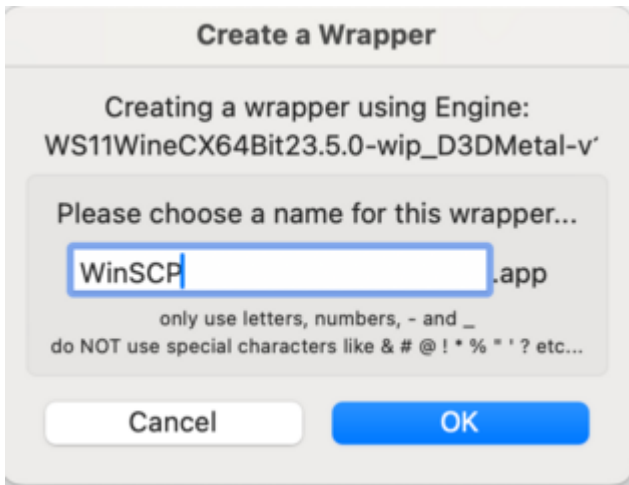 Create a Wrapper
Creating a wrapper using Engine:
WS11WineCX64Bit23.5.0-wip_D3DMetal-v
Please choose a name for this wrapper...
WinSCP .app
only use letters, numbers, - and _
do NOT use special characters like & # @ ! * % " ' ? etc...
Cancel OK